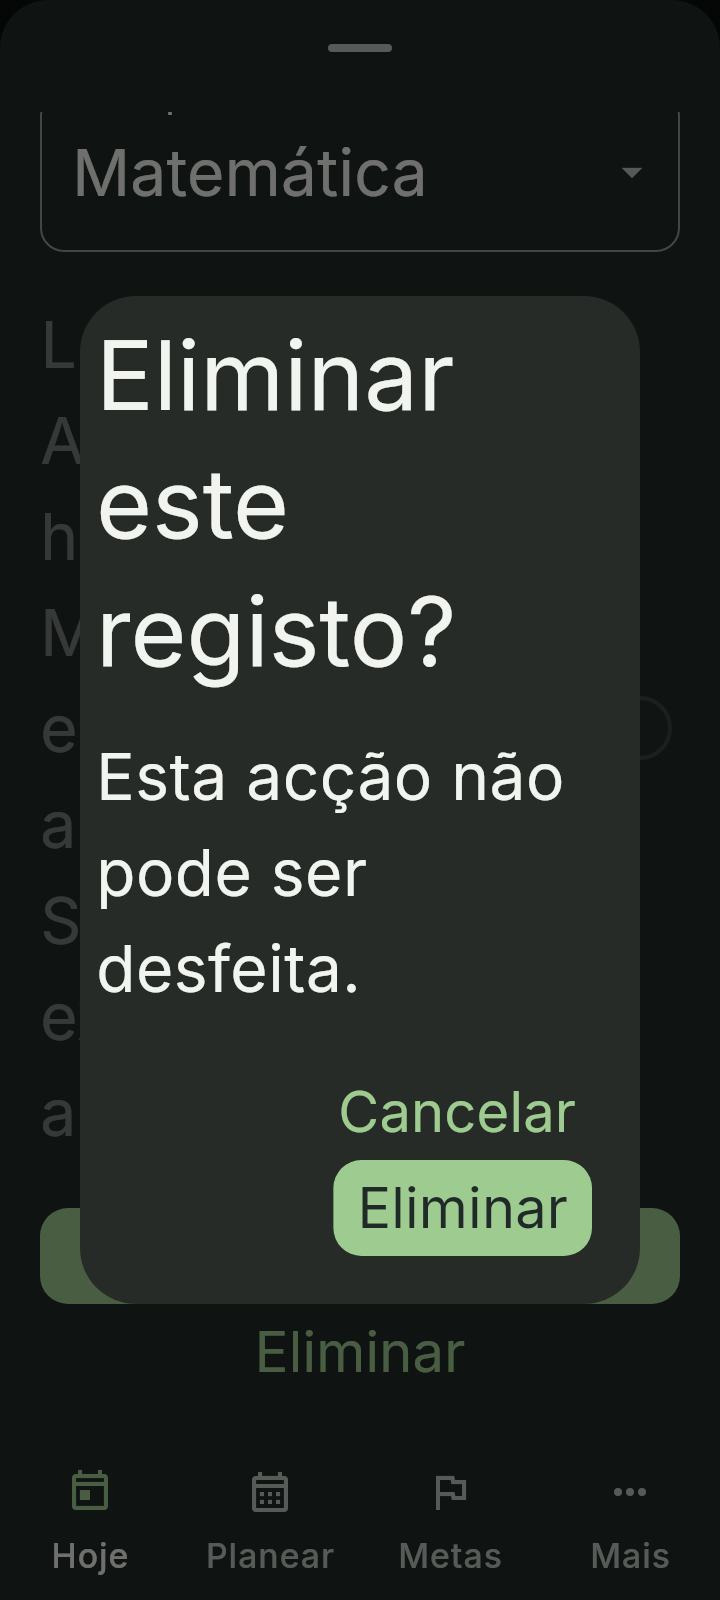 Matemática
Eliminar
este
registo?
Esta acção não
pode ser
desfeita.
Cancelar
Eliminar
Eliminar
Hoje
Planear
Metas
Mais